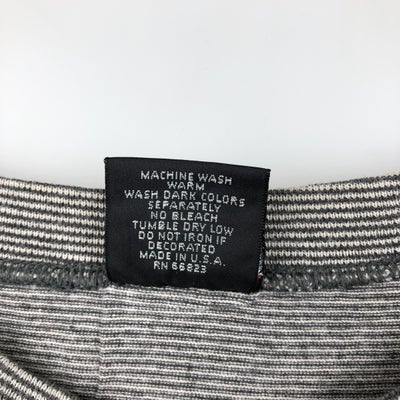 MACHINE WASH
WARM
WASH DARK COLORS
SEPARATELY
NO BLEACH
TUMBLE DRY LOW
DO NOT IRON IF
DECORATED
MADE IN U.S.A.
RN 66823